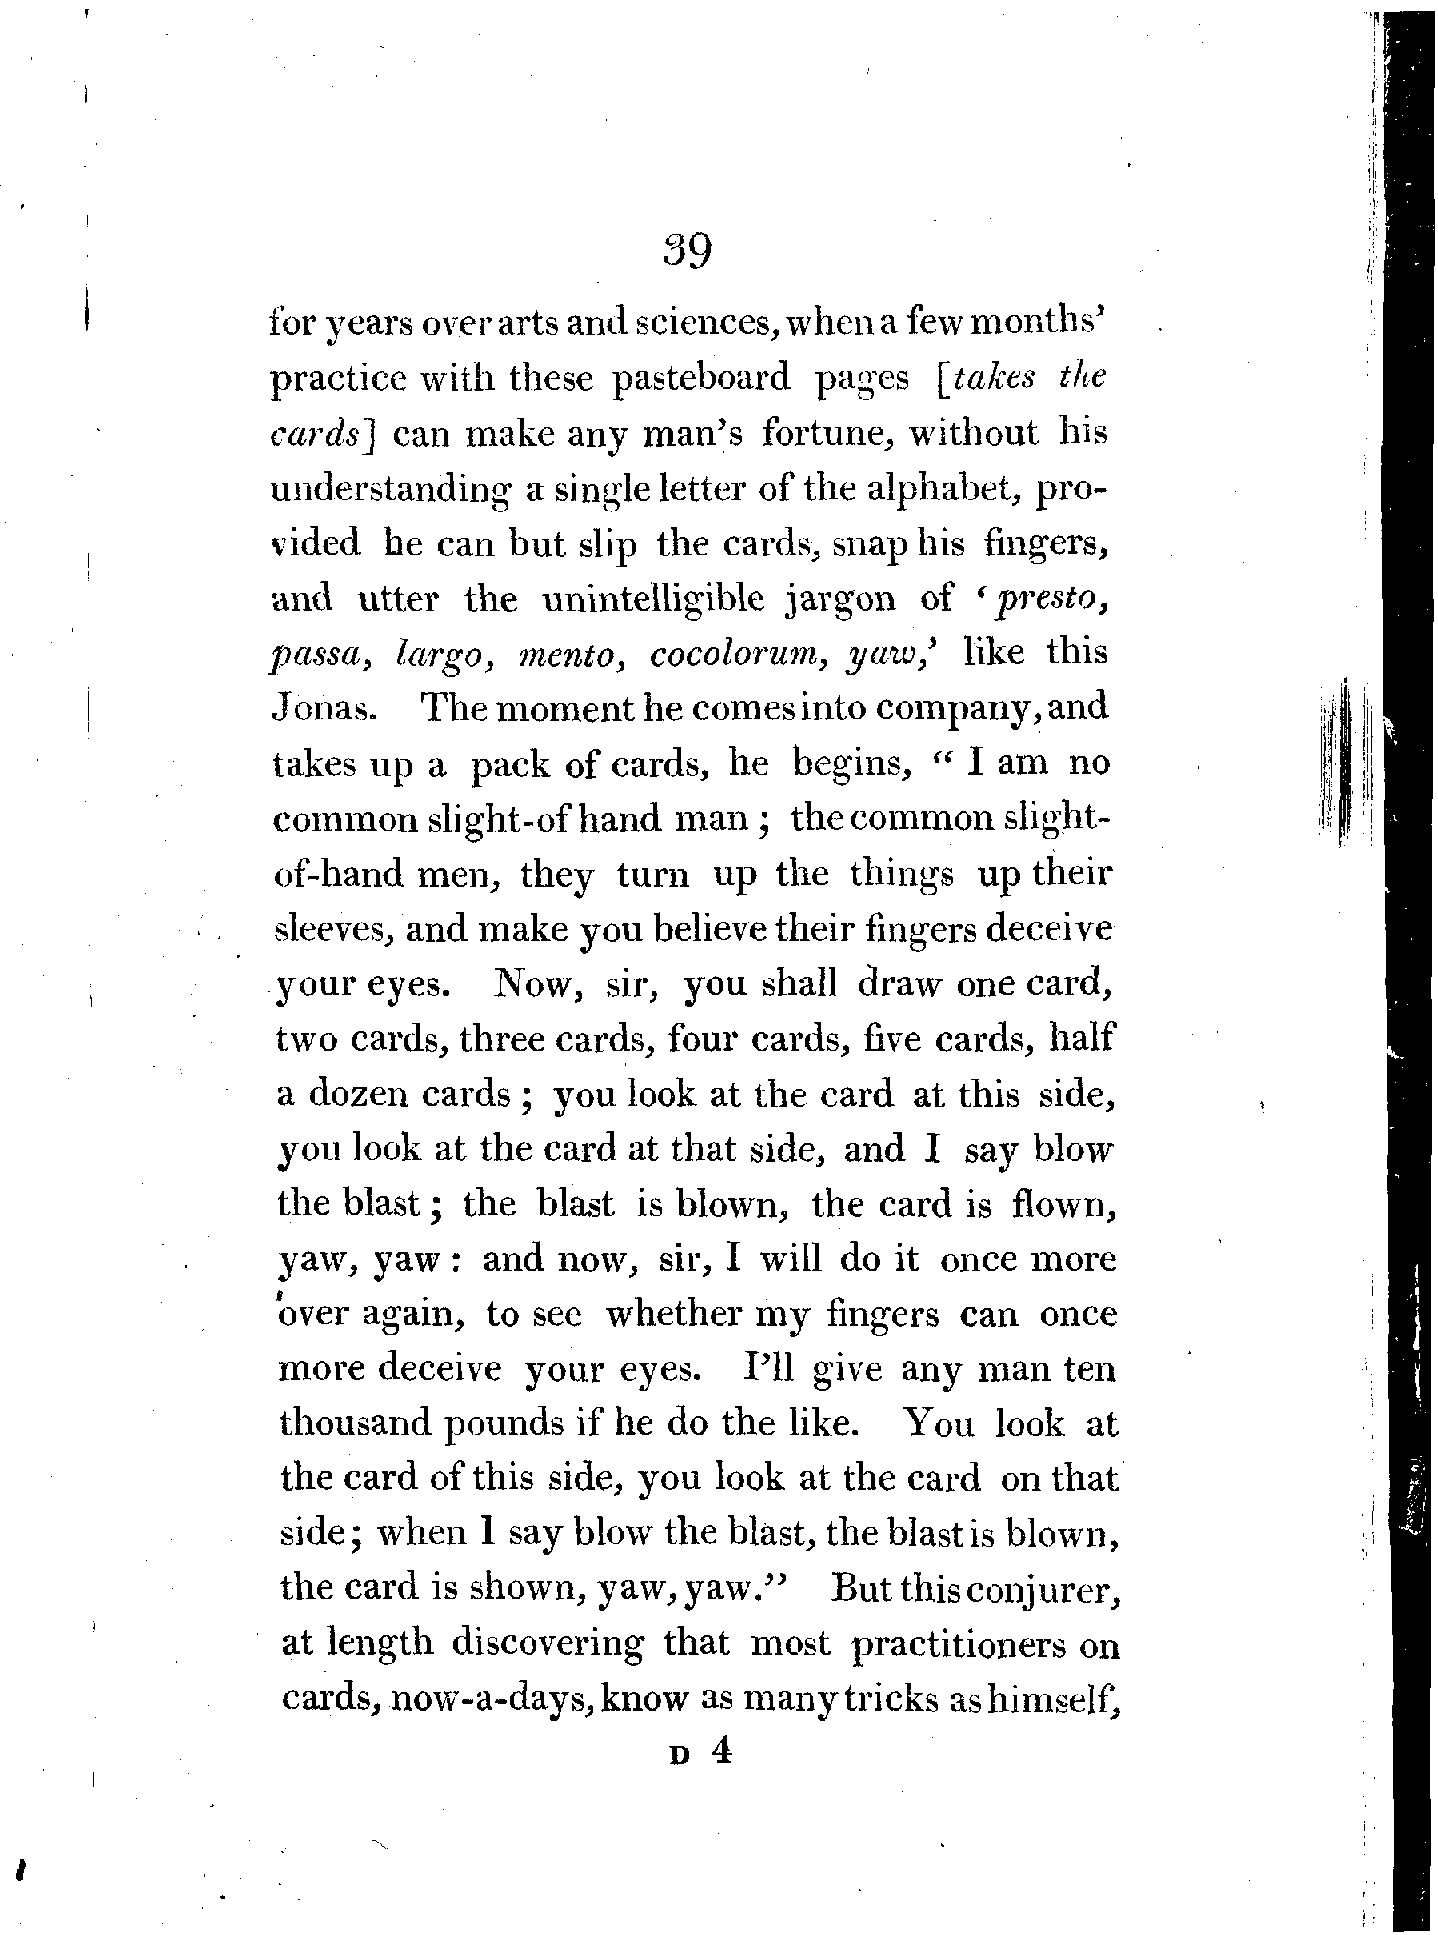 39
for years over arts and sciences, when a few months’
practice with these pasteboard pages [takes the
cards] can make any man’s fortune, without his
understanding a single letter of the alphabet, pro-
vided he can but slip the cards, snap his fingers,
and utter the unintelligible jargon of ‘presto,
passa, largo, mento, cocolorum, yaw,’ like this
Jonas. The moment he comes into company, and
takes up a pack of cards, he begins, “ I am no
common slight-of hand man ; the common slight-
of-hand men, they turn up the things up their
sleeves, and make you believe their fingers deceive
your eyes. Now, sir, you shall draw one card,
two cards, three cards, four cards, five cards, half
a dozen cards ; you look at the card at this side,
you look at the card at that side, and I say blow
the blast ; the blast is blown, the card is flown,
yaw, yaw : and now, sir, I will do it once more
over again, to see whether my fingers can once
more deceive your eyes. I’ll give any man ten
thousand pounds if he do the like. You look at
the card of this side, you look at the card on that
side; when I say blow the blast, the blast is blown,
the card is shown, yaw, yaw.” But this conjurer,
at length discovering that most practitioners on
cards, now-a-days, know as many tricks as himself,
D 4